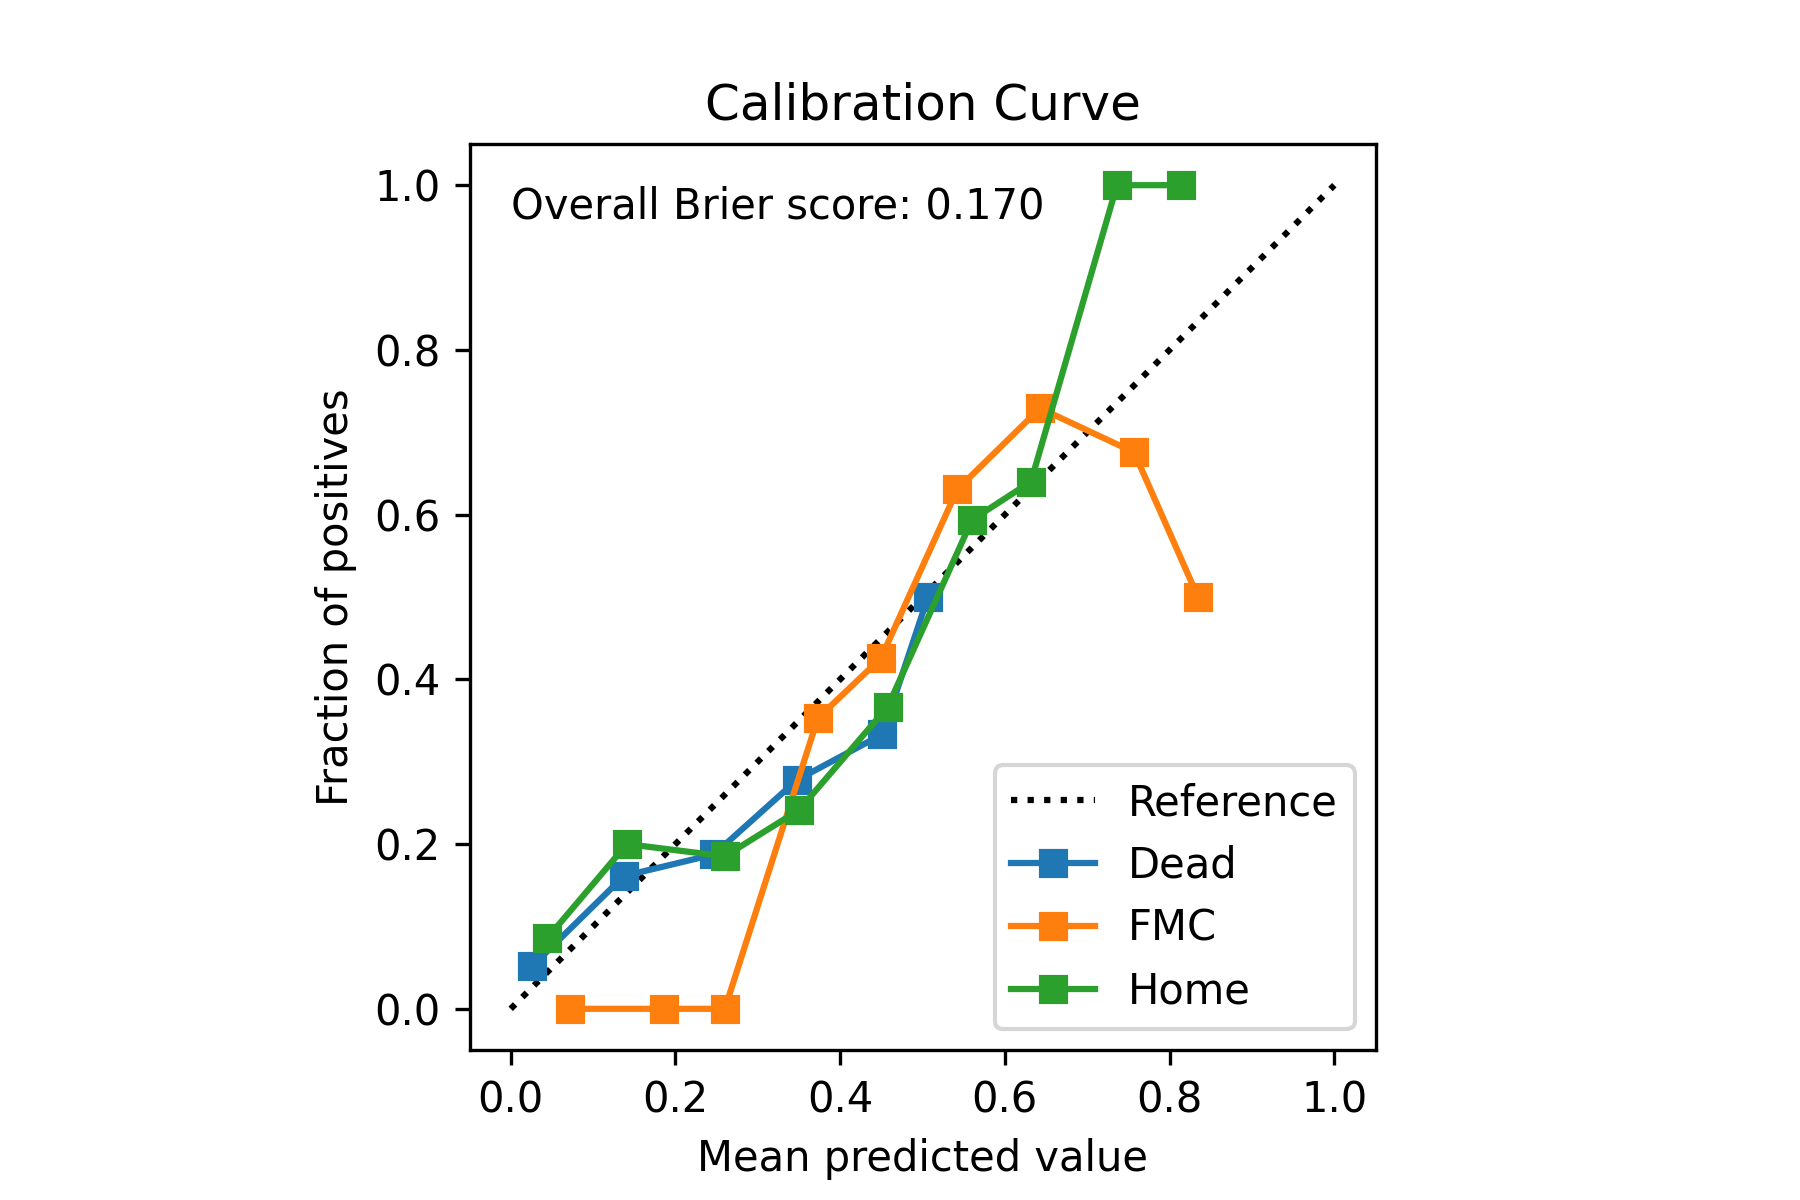 Calibration Curve
Overall Brier score: 0.170
Fraction of positives
1.0
0.8
0.6
0.4
0.2
0.0
Reference
Dead
FMC
Home
0.0 0.2 0.4 0.6 0.8 1.0
Mean predicted value